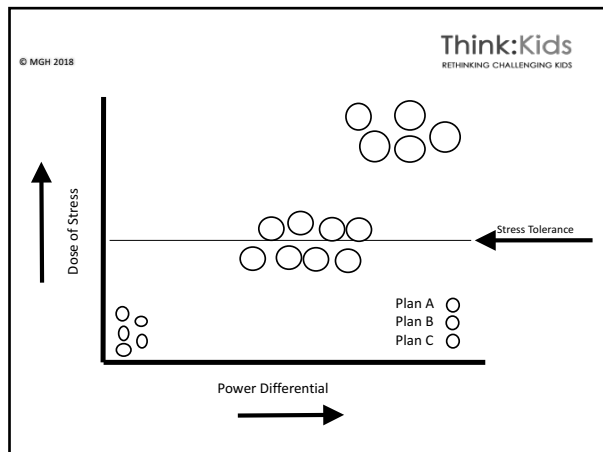 Think:Kids
RETHINKING CHALLENGING KIDS
© MGH 2018
Dose of Stress
Stress Tolerance
Plan A
Plan B
Plan C
Power Differential